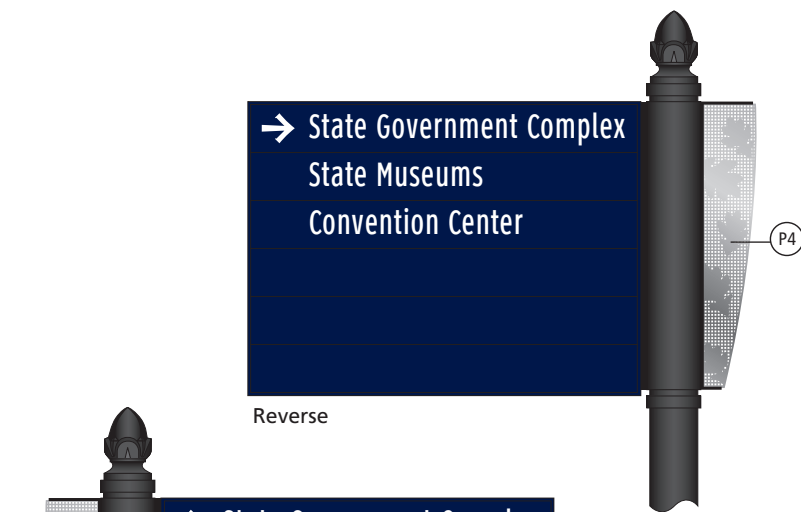 → State Government Complex
State Museums
Convention Center
P4
Reverse